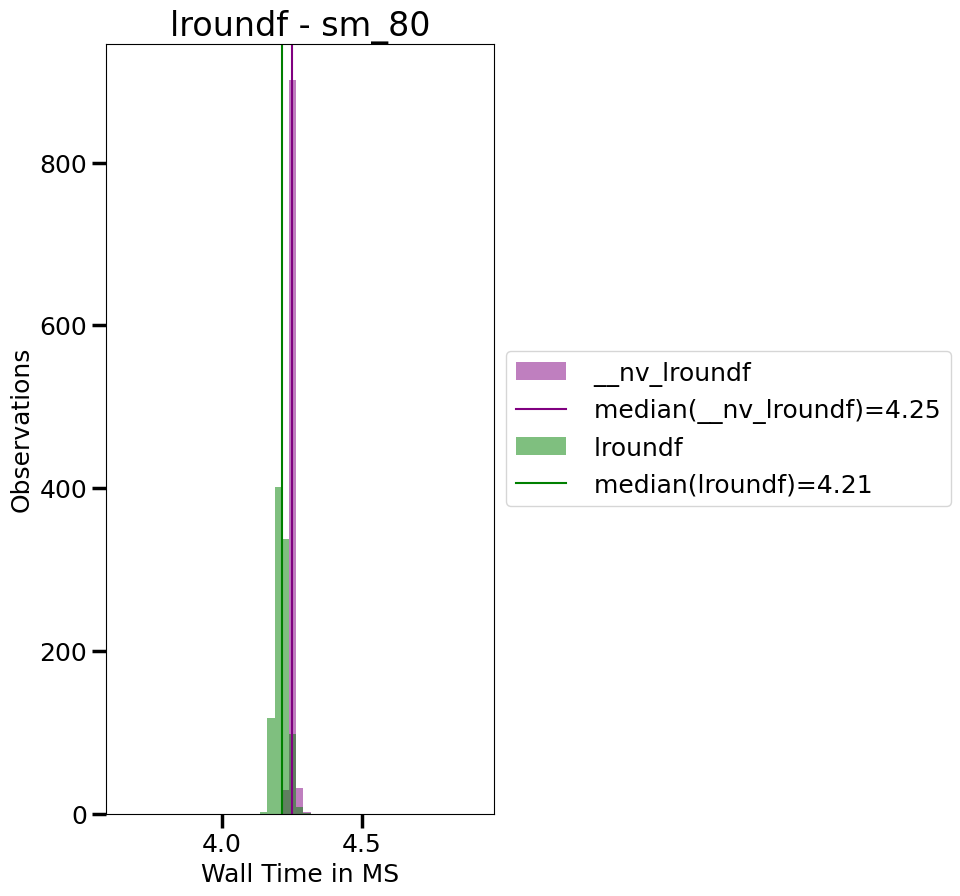 lroundf - sm_80
Observations
800
600
400
200
0
4.0
4.5
Wall Time in MS
__nv_lroundf
median(__nv_lroundf)=4.25
lroundf
median(lroundf)=4.21